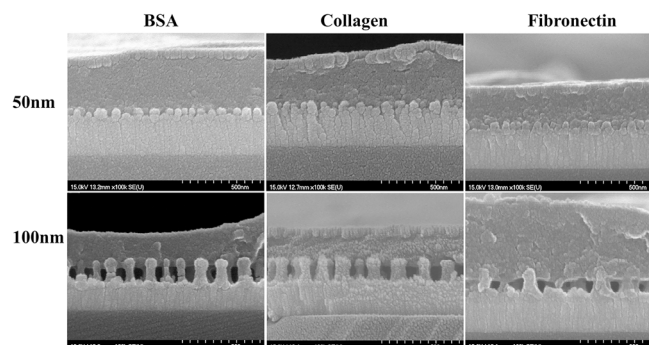 BSA Collagen Fibronectin
50nm
15.0kV 13.2mm x100k SE(U) 500nm
15.0kV 12.7mm x100k SE(U) 500nm
15.0kV 13.0mm x100k SE(U) 500nm
100nm